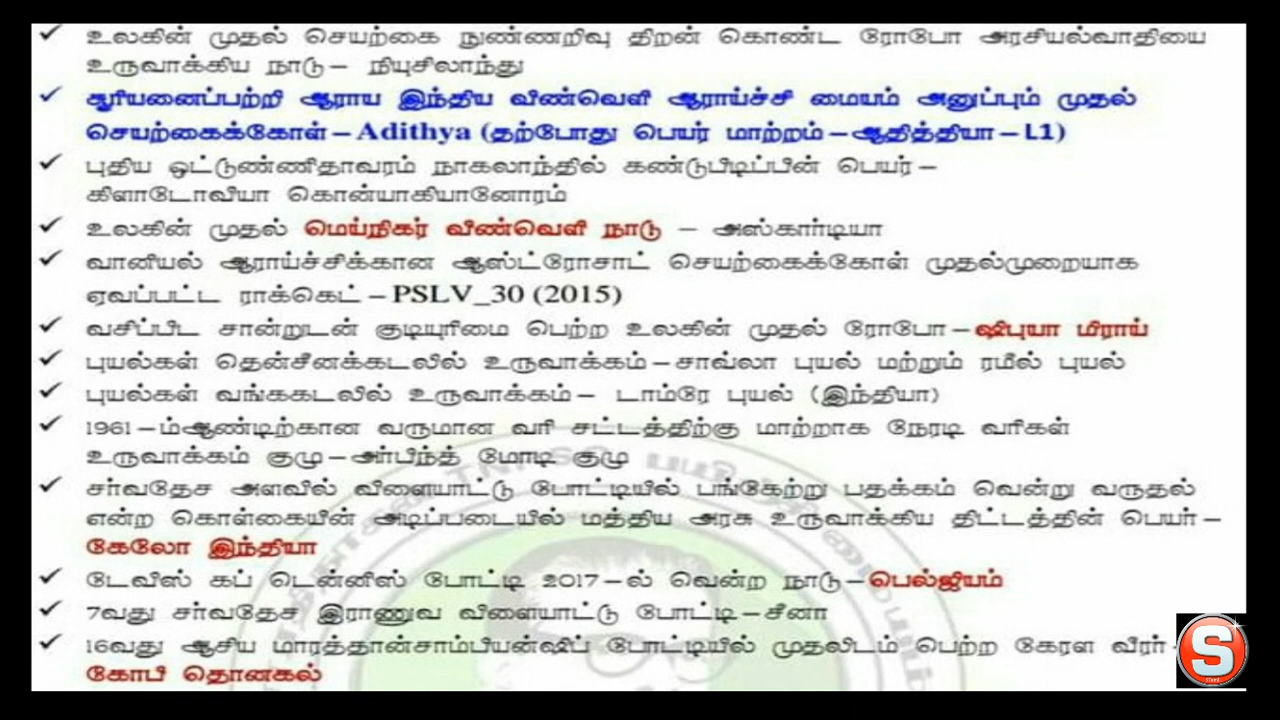 ✓ உலகின் முதல் செயற்கை நுண்ணறிவு திறன் கொண்ட ரோபோ அரசியல்வாதியை
உருவாக்கிய நாடு– நியுசிலாந்து
✓ சூரியனைப்பற்றி ஆராய இந்திய விண்வெளி ஆராய்ச்சி மையம் அனுப்பும் முதல்
செயற்கைக்கோள்–Adithya (தற்போது பெயர் மாற்றம்–ஆதித்தியா–L1)
✓ புதிய ஒட்டுண்ணிதாவரம் நாகலாந்தில் கண்டுபிடிப்பின் பெயர்–
கிளாடோவியா கொன்யாகியானோரம்
✓ உலகின் முதல் மெய்நிகர் விண்வெளி நாடு – அஸ்கார்டியா
✓ வானியல் ஆராய்ச்சிக்கான ஆஸ்ட்ரோசாட் செயற்கைக்கோள் முதல்முறையாக
ஏவப்பட்ட ராக்கெட்–PSLV_30 (2015)
✓ வசிப்பிட சான்றுடன் குடியுரிமை பெற்ற உலகின் முதல் ரோபோ–ஷிபுயா மிராய்
✓ புயல்கள் தென்சீனக்கடலில் உருவாக்கம்–சாவ்லா புயல் மற்றும் ரமீல் புயல்
✓ புயல்கள் வங்ககடலில் உருவாக்கம்– டாம்ரே புயல் (இந்தியா)
✓ 1961–ம்ஆண்டிற்கான வருமான வரி சட்டத்திற்கு மாற்றாக நேரடி வரிகள்
உருவாக்கம் குழு–அர்பிந்த் மோடி குழு
✓ சர்வதேச அளவில் விளையாட்டு போட்டியில் பங்கேற்று பதக்கம் வென்று வருதல்
என்ற கொள்கையின் அடிப்படையில் மத்திய அரசு உருவாக்கிய திட்டத்தின் பெயர்–
கேலோ இந்தியா
✓ டேவிஸ் கப் டென்னிஸ் போட்டி 2017–ல் வென்ற நாடு–பெல்ஜியம்
✓ 7வது சர்வதேச இராணுவ விளையாட்டு போட்டி–சீனா
✓ 16வது ஆசிய மாரத்தான்சாம்பியன்ஷிப் போட்டியில் முதலிடம் பெற்ற கேரள வீரர்–
கோபி தொனகல்
S